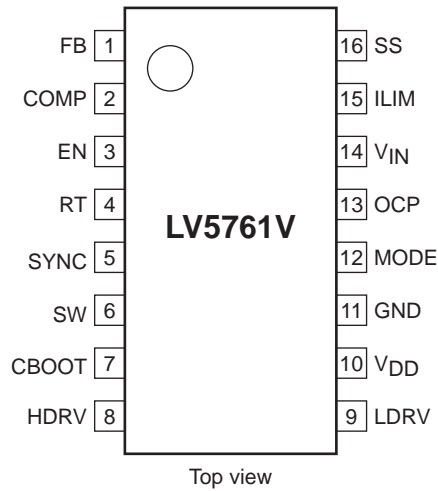 FB 1 16 SS
COMP 2 15 ILIM
EN 3 14 VIN
RT 4 13 OCP
LV5761V
SYNC 5 12 MODE
SW 6 11 GND
CBOOT 7 10 VDD
HDRV 8 9 LDRV
Top view